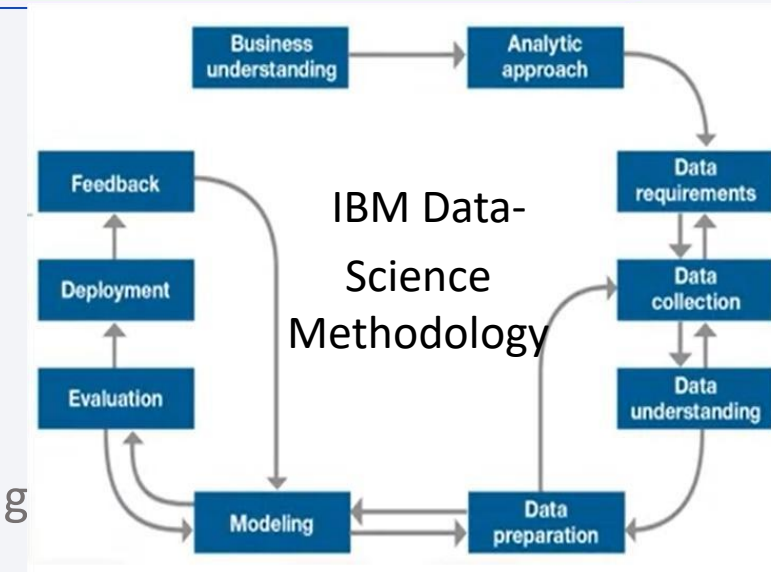 Business
understanding
Analytic
approach
Data
requirements
Data
collection
Data
understanding
Data
preparation
Modeling
Evaluation
Deployment
Feedback
IBM Data-
Science
Methodology
g